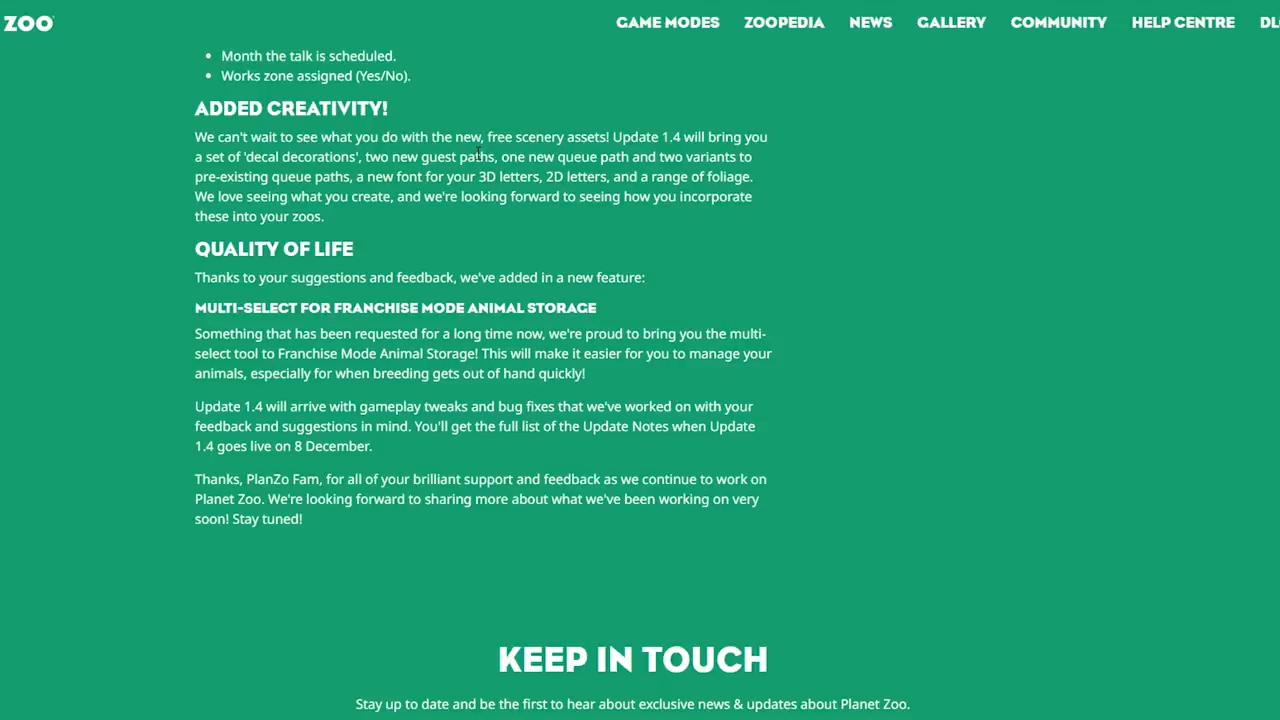 ZOO
GAME MODES ZOOPEDIA NEWS GALLERY COMMUNITY HELP CENTRE
Month the talk is scheduled.
Works zone assigned (Yes/No).
ADDED CREATIVITY!
We can't wait to see what you do with the new, free scenery assets! Update 1.4 will bring you
a set of 'decal decorations', two new guest paths, one new queue path and two variants to
pre-existing queue paths, a new font for your 3D letters, 2D letters, and a range of foliage.
We love seeing what you create, and we're looking forward to seeing how you incorporate
these into your zoos.
QUALITY OF LIFE
Thanks to your suggestions and feedback, we've added in a new feature:
MULTI-SELECT FOR FRANCHISE MODE ANIMAL STORAGE
Something that has been requested for a long time now, we're proud to bring you the multi-
select tool to Franchise Mode Animal Storage! This will make it easier for you to manage your
animals, especially for when breeding gets out of hand quickly!
Update 1.4 will arrive with gameplay tweaks and bug fixes that we've worked on with your
feedback and suggestions in mind. You'll get the full list of the Update Notes when Update
1.4 goes live on 8 December.
Thanks, PlanZo Fam, for all of your brilliant support and feedback as we continue to work on
Planet Zoo. We're looking forward to sharing more about what we've been working on very
soon! Stay tuned!
KEEP IN TOUCH
Stay up to date and be the first to hear about exclusive news & updates about Planet Zoo.